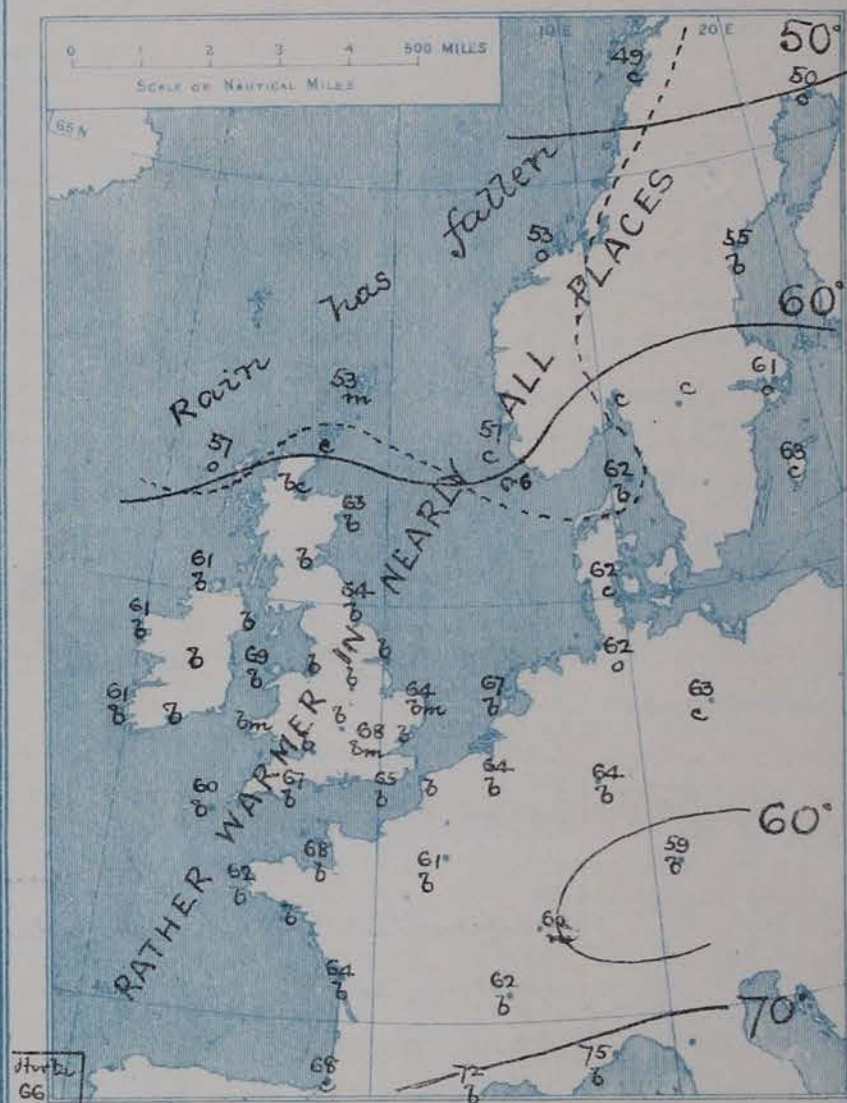 0 1 2 3 4 500 MILES
SCALE OF NAUTICAL MILES
10 E
20 E
50°
49
c
50
o
65 N
Rain has fallen
53
o
55
b
60°
RATHER WARMER IN NEARLY ALL PLACES
53
m
57
o
57
c
61
o
c
c
c
bc
63
b
62
b
68
c
b
61
b
64
b
62
c
61
b
b
b
b
69
b
b
b
62
o
61
b
b
bm
b
64
bm
67
b
63
c
b
68
bm
b
60
b
67
b
65
b
b
64
b
64
b
60°
68
b
61
b
59
b
62
b
b
60
64
b
62
b
70°
68
c
72
b
75
b
66